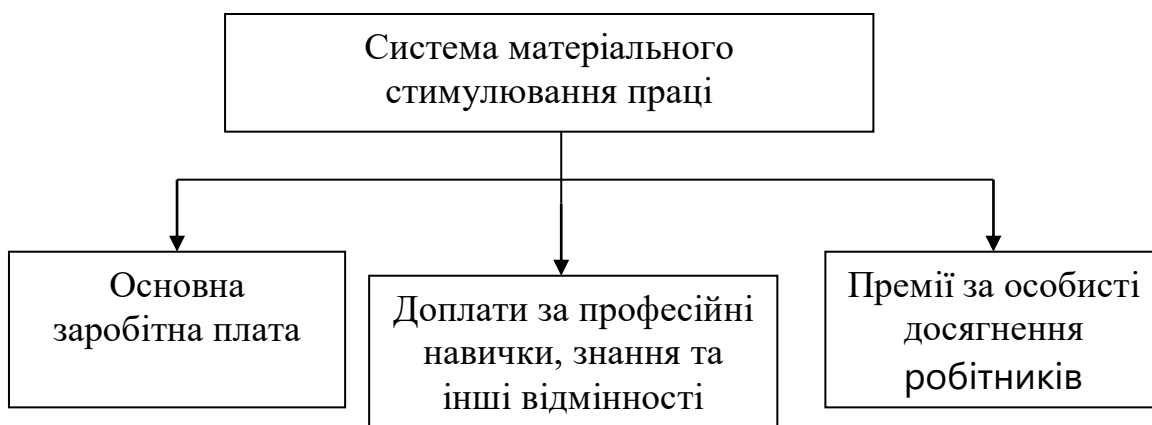 Система матеріального
стимулювання праці
Основна
заробітна плата
Доплати за професійні
навички, знання та
інші відмінності
Премії за особисті
досягнення
робітників